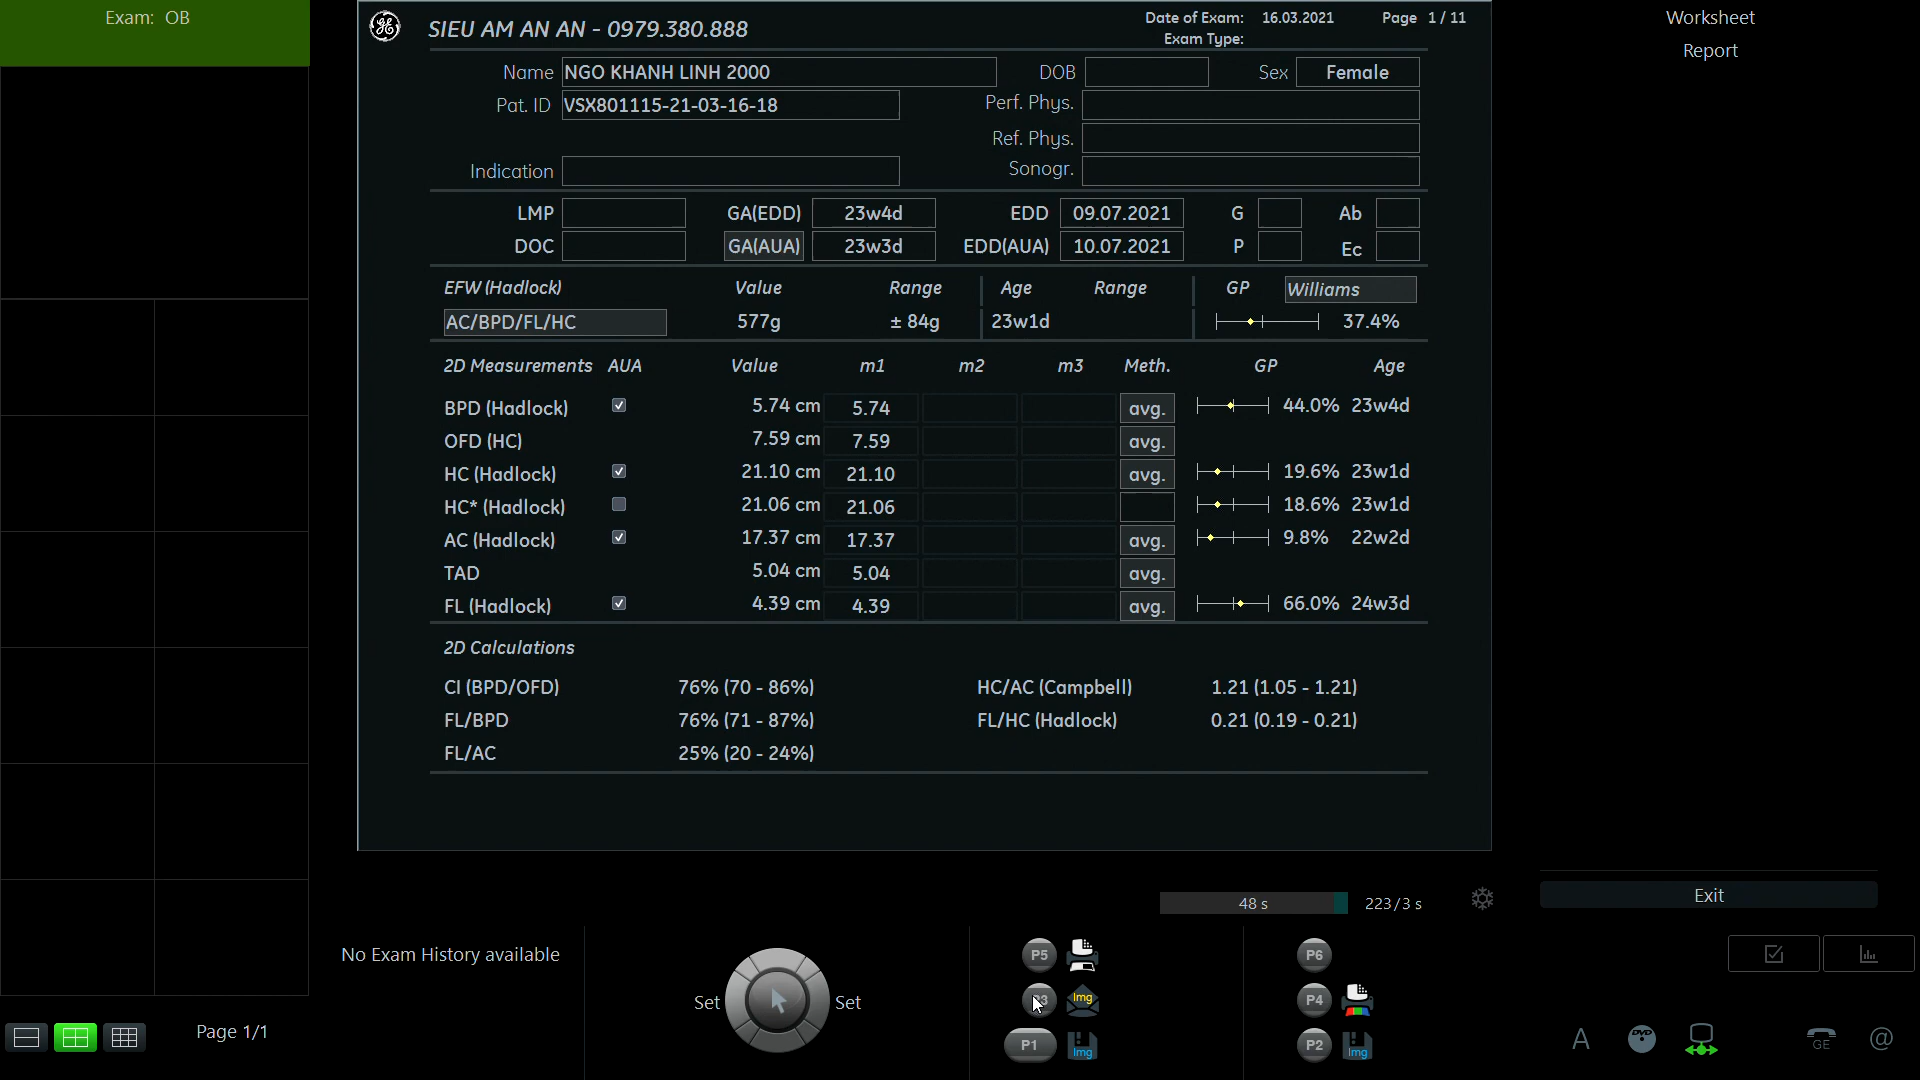 Exam: OB
SIEU AM AN AN - 0979.380.888
Date of Exam: 16.03.2021 Page 1 / 11
Exam Type:
Name NGO KHANH LINH 2000 DOB Sex Female
Pat. ID VSX801115-21-03-16-18 Perf. Phys.
Ref. Phys.
Indication Sonogr.
LMP GA(EDD) 23w4d EDD 09.07.2021 G Ab
DOC GA(AUA) 23w3d EDD(AUA) 10.07.2021 P Ec
EFW (Hadlock) Value Range Age Range GP Williams
AC/BPD/FL/HC 577g ± 84g 23w1d 37.4%
2D Measurements AUA Value m1 m2 m3 Meth. GP Age
BPD (Hadlock) 5.74 cm 5.74 avg. 44.0% 23w4d
OFD (HC) 7.59 cm 7.59 avg.
HC (Hadlock) 21.10 cm 21.10 avg. 19.6% 23w1d
HC* (Hadlock) 21.06 cm 21.06 18.6% 23w1d
AC (Hadlock) 17.37 cm 17.37 avg. 9.8% 22w2d
TAD 5.04 cm 5.04 avg.
FL (Hadlock) 4.39 cm 4.39 avg. 66.0% 24w3d
2D Calculations
CI (BPD/OFD) 76% (70 - 86%) HC/AC (Campbell) 1.21 (1.05 - 1.21)
FL/BPD 76% (71 - 87%) FL/HC (Hadlock) 0.21 (0.19 - 0.21)
FL/AC 25% (20 - 24%)
Worksheet
Report
Exit
48 s 223/3 s
No Exam History available
Set Set
P5
P3 Img
P1 Img
P6
P4
P2 Img
Page 1/1
A DVD GE @